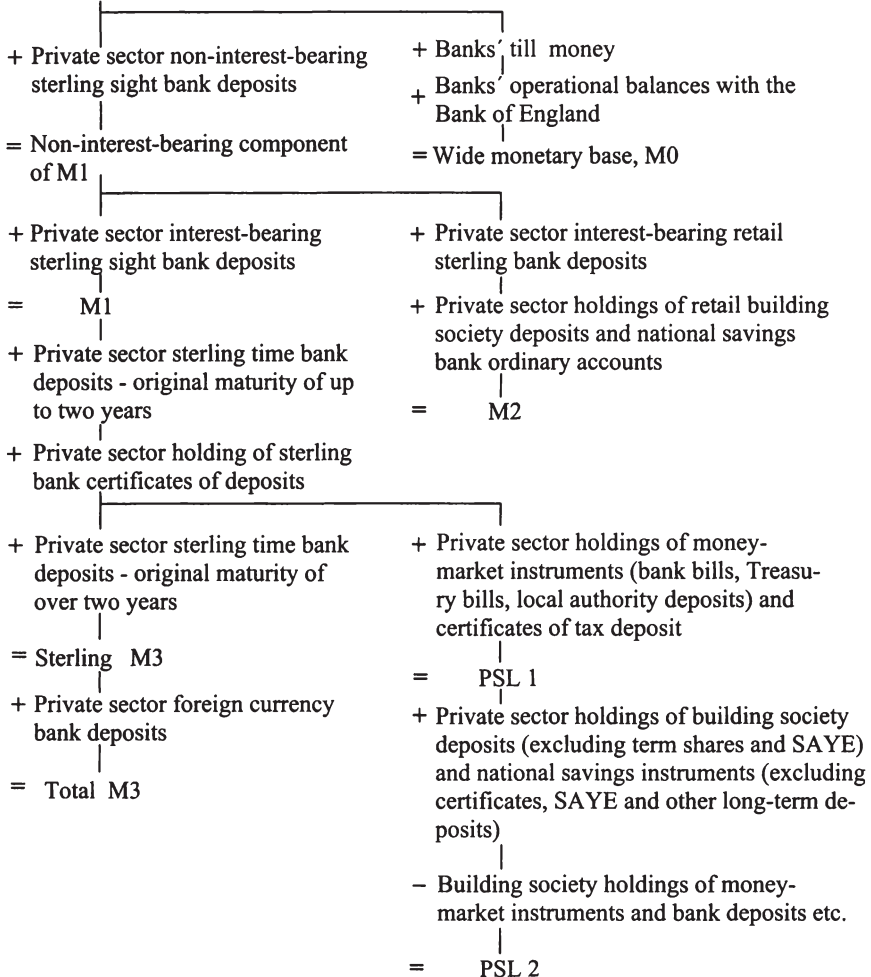 + Private sector non-interest-bearing
sterling sight bank deposits
= Non-interest-bearing component
of M1
+ Banks´ till money
+ Banks´ operational balances with the
Bank of England
= Wide monetary base, M0
+ Private sector interest-bearing
sterling sight bank deposits
= M1
+ Private sector sterling time bank
deposits - original maturity of up
to two years
+ Private sector holding of sterling
bank certificates of deposits
+ Private sector interest-bearing retail
sterling bank deposits
+ Private sector holdings of retail building
society deposits and national savings
bank ordinary accounts
= M2
+ Private sector sterling time bank
deposits - original maturity of
over two years
= Sterling M3
+ Private sector foreign currency
bank deposits
= Total M3
+ Private sector holdings of money-
market instruments (bank bills, Treasu-
ry bills, local authority deposits) and
certificates of tax deposit
= PSL 1
+ Private sector holdings of building society
deposits (excluding term shares and SAYE)
and national savings instruments (excluding
certificates, SAYE and other long-term de-
posits)
− Building society holdings of money-
market instruments and bank deposits etc.
= PSL 2